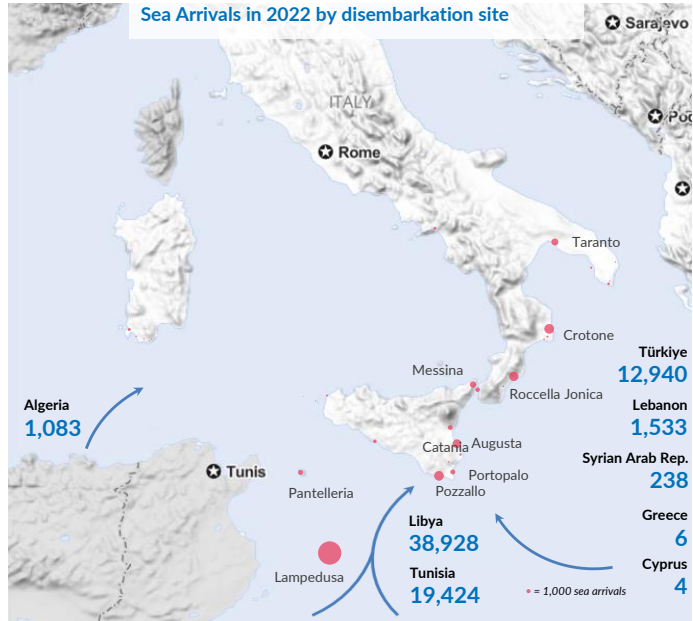 Sea Arrivals in 2022 by disembarkation site
Sarajevo
ITALY
Rome
Taranto
Crotone
Türkiye
12,940
Messina
Roccella Jonica
Algeria
1,083
Lebanon
1,533
Catania
Augusta
Syrian Arab Rep.
238
Tunis
Portopalo
Pantelleria
Pozzallo
Libya
38,928
Greece
6
Lampedusa
Tunisia
19,424
Cyprus
4
= 1,000 sea arrivals